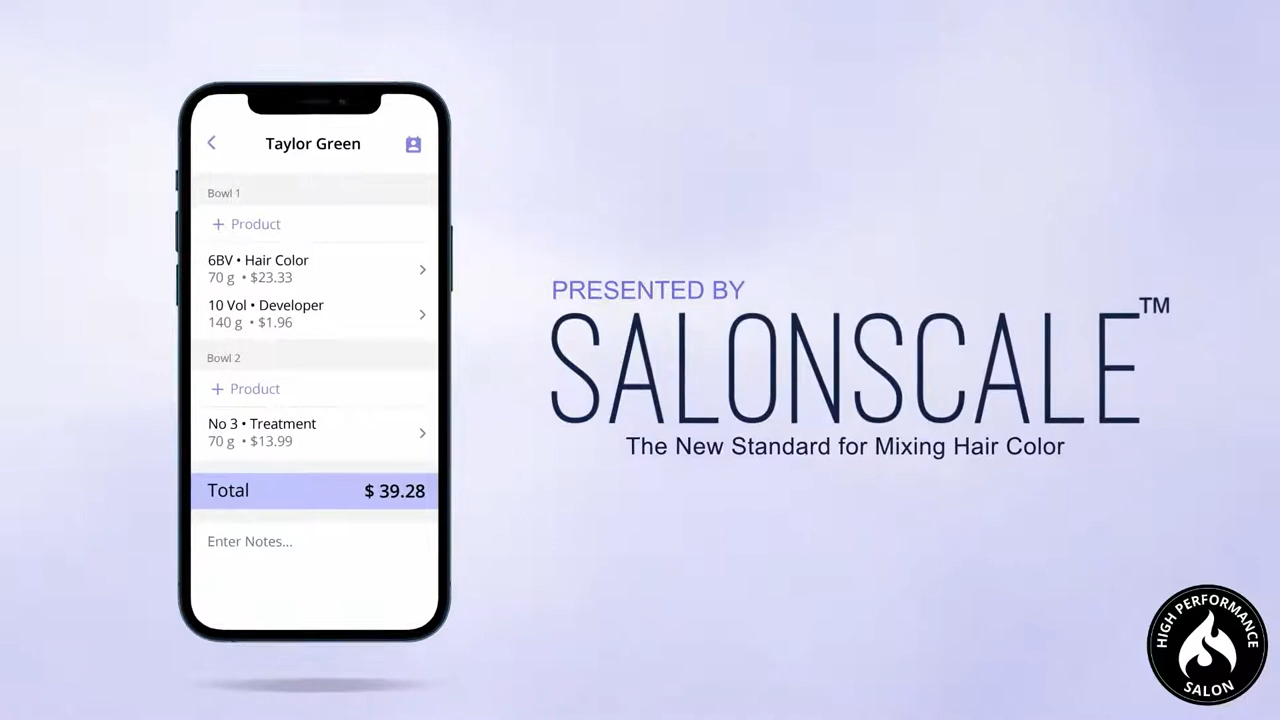 Taylor Green
Bowl 1
+ Product
6BV • Hair Color
70 g • $23.33
10 Vol • Developer
140 g • $1.96
Bowl 2
+ Product
No 3 • Treatment
70 g • $13.99
Total $ 39.28
Enter Notes...
PRESENTED BY
SALONSCALE™
The New Standard for Mixing Hair Color
HIGH PERFORMANCE
SALON